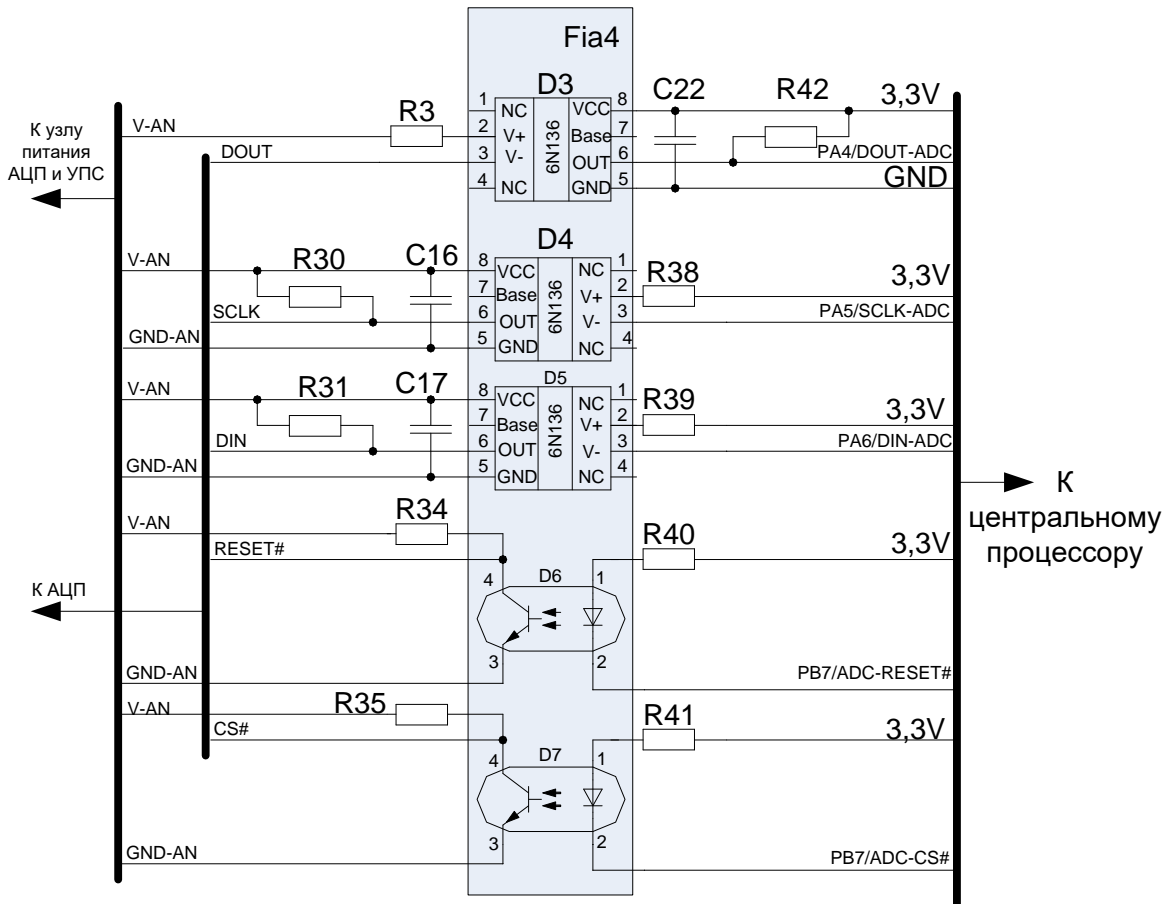 Fia4
D3
1 NC VCC 8
2 V+ Base 7
3 V- OUT 6
4 NC GND 5
6N136
R3
C22
R42
3,3V
V-AN
DOUT
PA4/DOUT-ADC
GND
К узлу
питания
АЦП и УПС
D4
8 VCC NC 1
7 Base V+ 2
6 OUT V- 3
5 GND NC 4
6N136
V-AN
R30
C16
R38
3,3V
SCLK
PA5/SCLK-ADC
GND-AN
D5
8 VCC NC 1
7 Base V+ 2
6 OUT V- 3
5 GND NC 4
6N136
V-AN
R31
C17
R39
3,3V
DIN
PA6/DIN-ADC
GND-AN
К
центральному
процессору
V-AN
R34
R40
3,3V
RESET#
4 D6 1
3 2
К АЦП
GND-AN
PB7/ADC-RESET#
V-AN
R35
R41
3,3V
CS#
4 D7 1
3 2
GND-AN
PB7/ADC-CS#